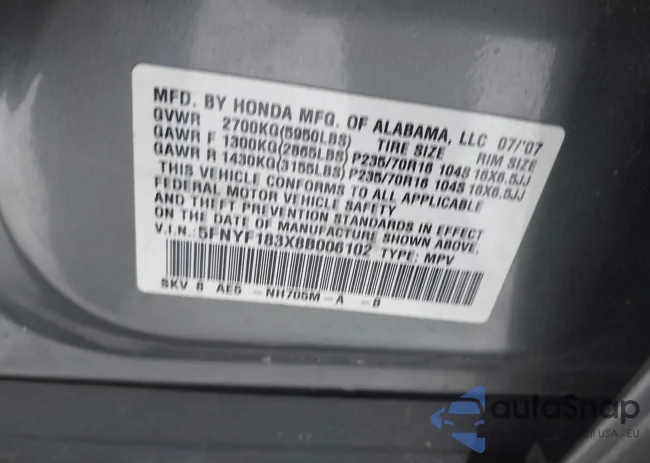 MFD. BY HONDA MFG. OF ALABAMA, LLC 07/'07
GVWR 2700KG(5950LBS) TIRE SIZE RIM SIZE
GAWR F 1300KG(2865LBS) P235/70R16 104S 16X6.5JJ
GAWR R 1430KG(3155LBS) P235/70R16 104S 16X6.5JJ
THIS VEHICLE CONFORMS TO ALL APPLICABLE
FEDERAL MOTOR VEHICLE SAFETY AND
THEFT PREVENTION STANDARDS IN EFFECT
ON THE DATE OF MANUFACTURE SHOWN ABOVE.
V.I.N.: 5FNYF183X8B006102 TYPE: MPV
SKV 0 AE5 -NH705M-A -B
autoSnap
USA, EU